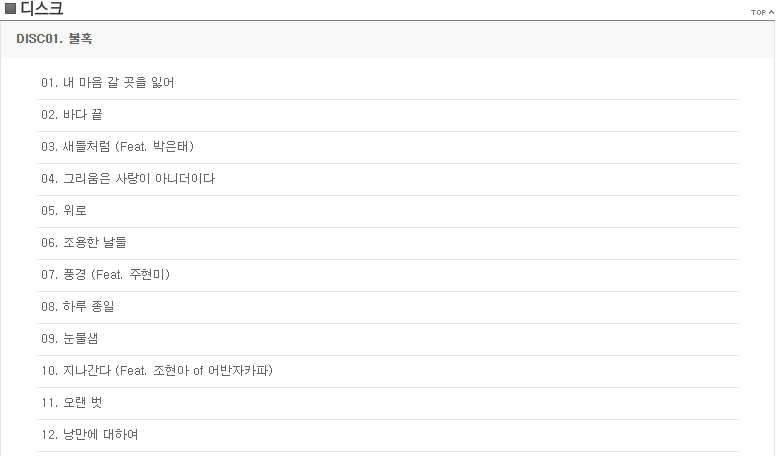 디스크
TOP
DISC01. 불혹
01. 내 마음 갈 곳을 잃어
02. 바다 끝
03. 새들처럼 (Feat. 박은태)
04. 그리움은 사랑이 아니더이다
05. 위로
06. 조용한 날들
07. 풍경 (Feat. 주현미)
08. 하루 종일
09. 눈물샘
10. 지나간다 (Feat. 조현아 of 어반자카파)
11. 오랜 벗
12. 낭만에 대하여